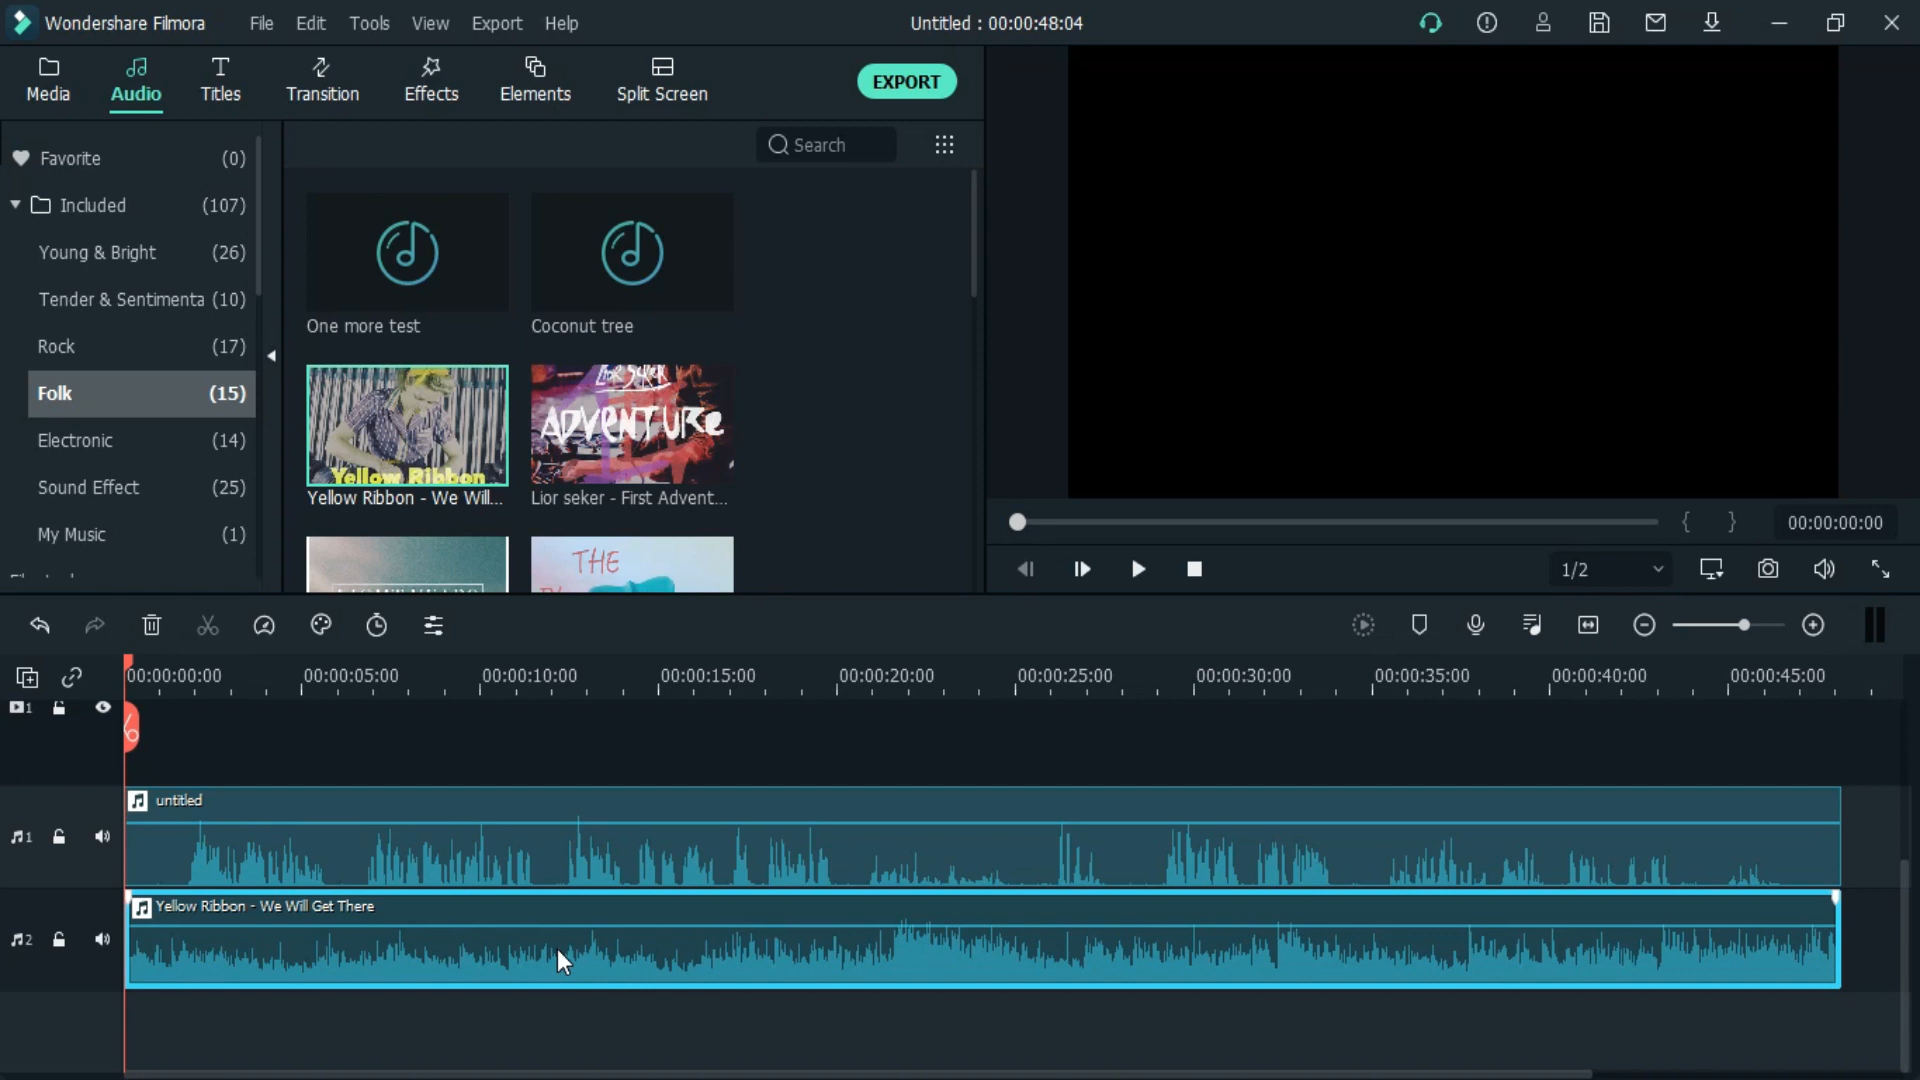 Wondershare Filmora
File
Edit
Tools
View
Export
Help
Untitled : 00:00:48:04
Media
Audio
Titles
Transition
Effects
Elements
Split Screen
EXPORT
Favorite (0)
Included (107)
Young & Bright (26)
Tender & Sentimenta (10)
Rock (17)
Folk (15)
Electronic (14)
Sound Effect (25)
My Music (1)
Search
One more test
Coconut tree
Yellow Ribbon
Yellow Ribbon - We Will...
LIOR SEKER
ADVENTURE
Lior seker - First Advent...
THE
00:00:00:00
1/2
00:00:00:00
00:00:05:00
00:00:10:00
00:00:15:00
00:00:20:00
00:00:25:00
00:00:30:00
00:00:35:00
00:00:40:00
00:00:45:00
1
untitled
1
Yellow Ribbon - We Will Get There
2